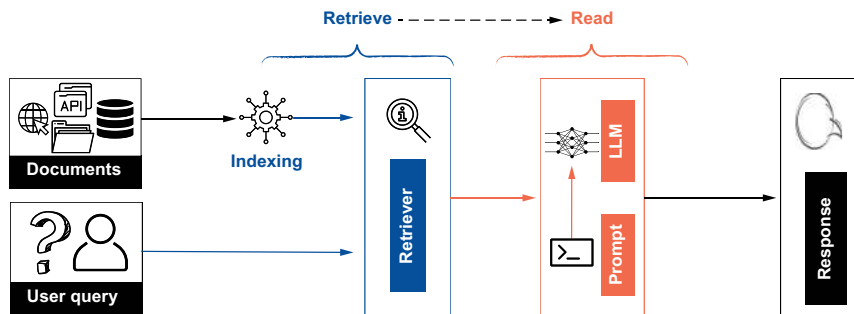 Retrieve
Read
API
Documents
Indexing
Retriever
LLM
Prompt
>_
User query
Response